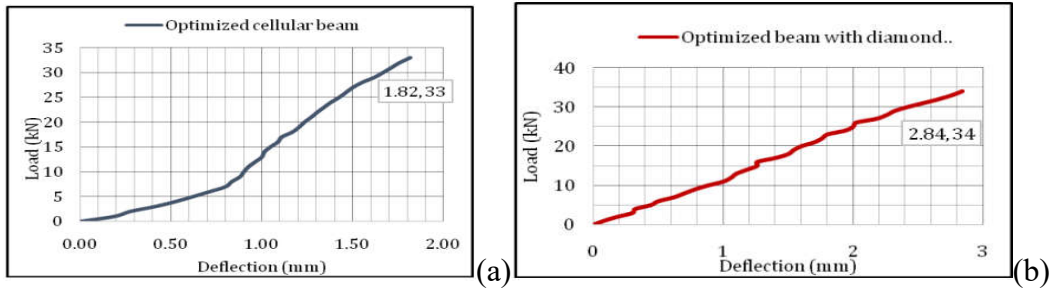 Optimized cellular beam
35
30
25
20
15
10
5
0
Load (kN)
1.82, 33
0.00 0.50 1.00 1.50 2.00
Deflection (mm)
(a)
Optimized beam with diamond..
40
30
20
10
0
Load (kN)
2.84, 34
0 1 2 3
Deflection (mm)
(b)